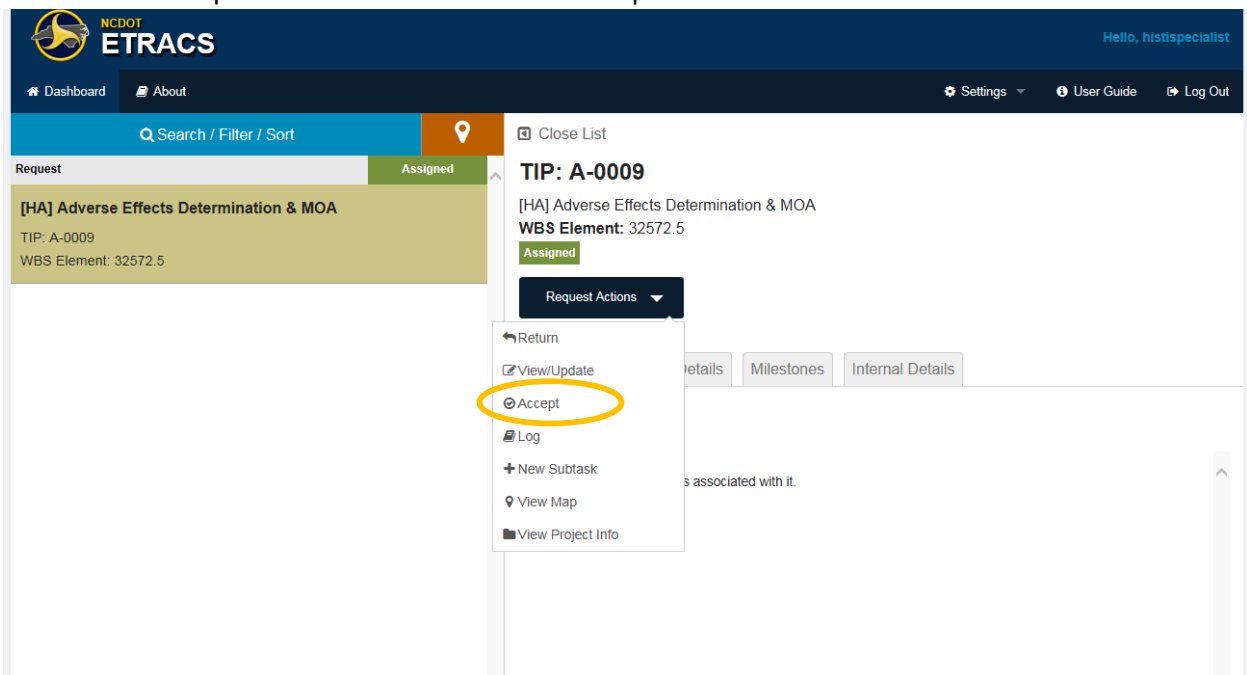 NCDOT
ETRACS
Hello, histispecialist
Dashboard About Settings User Guide Log Out
Search / Filter / Sort
Close List
Request Assigned
TIP: A-0009
[HA] Adverse Effects Determination & MOA
TIP: A-0009
WBS Element: 32572.5
[HA] Adverse Effects Determination & MOA
WBS Element: 32572.5
Assigned
Request Actions
Return
View/Update
Accept
Log
New Subtask
View Map
View Project Info
etails Milestones Internal Details
s associated with it.